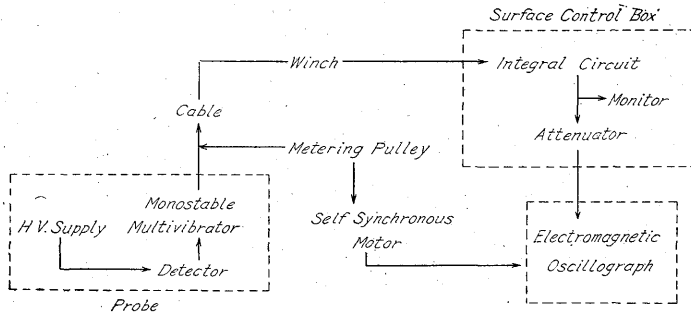 Surface Control Box
Winch
Integral Circuit
Monitor
Cable
Attenuator
Metering Pulley
Monostable
Multivibrator
H.V. Supply
Detector
Probe
Self Synchronous
Motor
Electromagnetic
Oscillograph